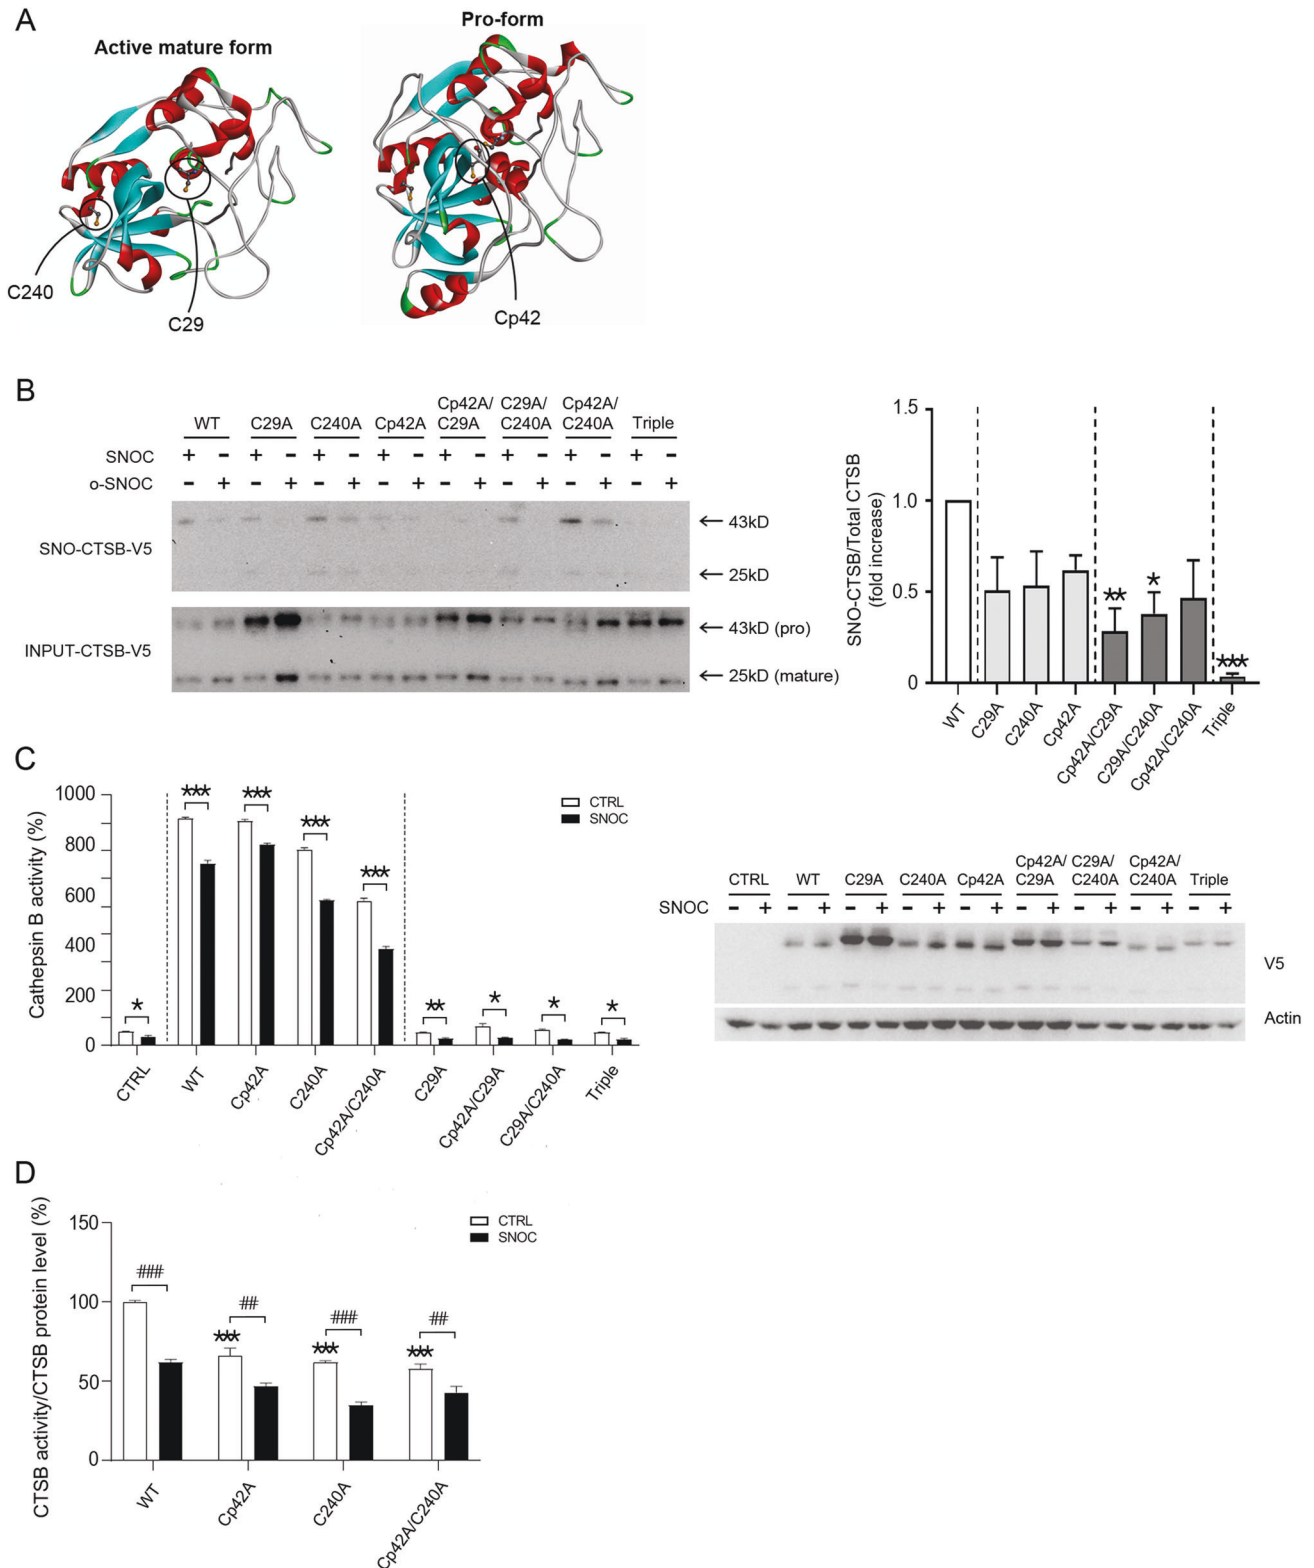 A
Active mature form
Pro-form
C240
C29
Cp42
B
WT C29A C240A Cp42A Cp42A/ C29A C29A/ C240A Cp42A/ C240A Triple
SNOC + - + - + - + - + - + - + - + -
o-SNOC - + - + - + - + - + - + - + - +
SNO-CTSB-V5
← 43kD
← 25kD
INPUT-CTSB-V5
← 43kD (pro)
← 25kD (mature)
SNO-CTSB/Total CTSB
(fold increase)
1.5
1.0
0.5
0
** * ***
WT C29A C240A Cp42A Cp42A/C29A C29A/C240A Cp42A/C240A Triple
C
Cathepsin B activity (%)
1000
800
600
400
200
0
CTRL
SNOC
* *** *** *** *** ** * * *
CTRL WT Cp42A C240A Cp42A/C240A C29A Cp42A/C29A C29A/C240A Triple
CTRL WT C29A C240A Cp42A Cp42A/ C29A C29A/ C240A Cp42A/ C240A Triple
SNOC - + - + - + - + - + - + - + - + - +
V5
Actin
D
CTSB activity/CTSB protein level (%)
150
100
50
0
CTRL
SNOC
### ## ### ##
*** *** ***
WT Cp42A C240A Cp42A/C240A